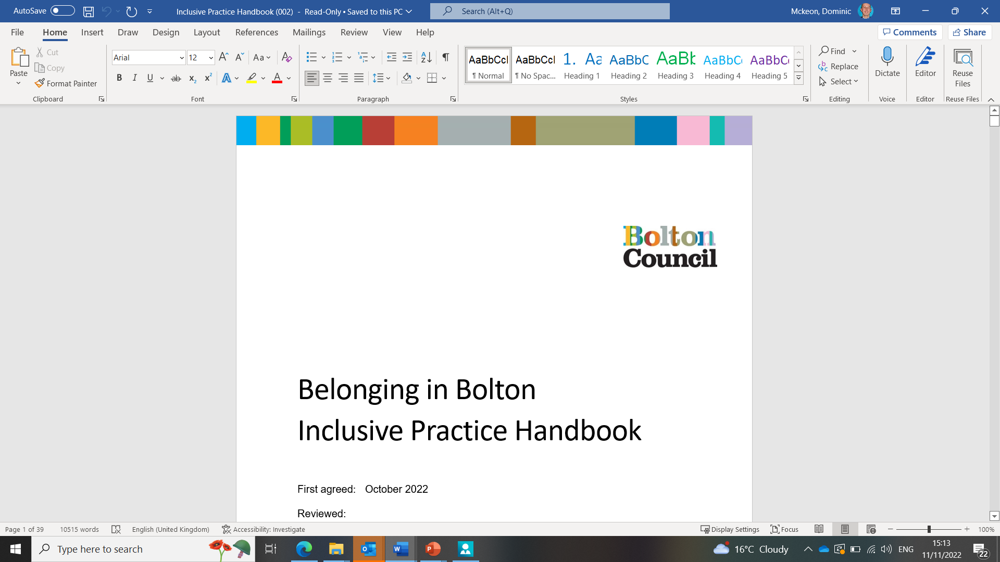 AutoSave
Inclusive Practice Handbook (002) - Read-Only • Saved to this PC
Search (Alt+Q)
Mckeon, Dominic
File Home Insert Draw Design Layout References Mailings Review View Help
Comments Share
Paste
Cut
Copy
Format Painter
Clipboard
Arial 12
Font
Paragraph
AaBbCcI AaBbCcI 1. Aa AaBbC AaBb AaBbC AaBbC
¶ Normal ¶ No Spac... Heading 1 Heading 2 Heading 3 Heading 4 Heading 5
Styles
Find
Replace
Select
Editing
Dictate
Voice
Editor
Editor
Reuse
Files
Reuse Files
Bolton
Council
Belonging in Bolton
Inclusive Practice Handbook
First agreed: October 2022
Reviewed:
Page 1 of 39 10515 words English (United Kingdom) Accessibility: Investigate Display Settings Focus 100%
Type here to search
16°C Cloudy
ENG
15:13
11/11/2022
22